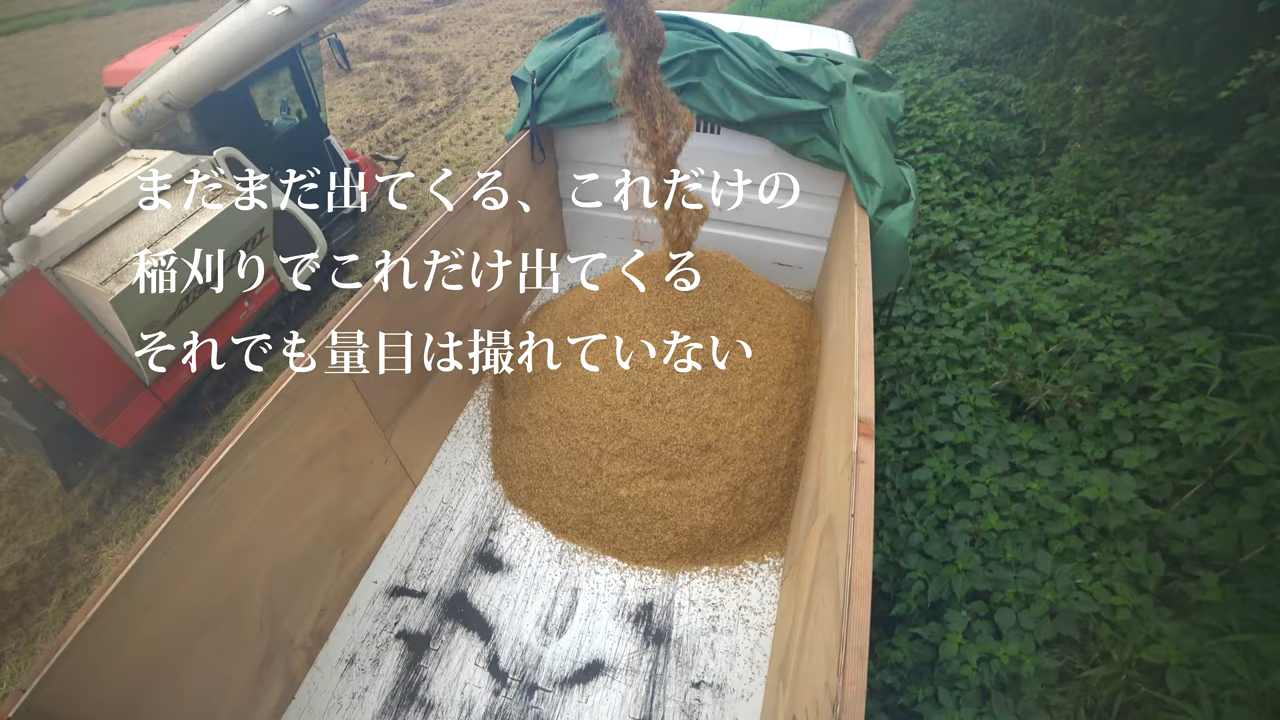 まだまだ出てくる、これだけの
稲刈りでこれだけ出てくる
それでも量目は撮れていない